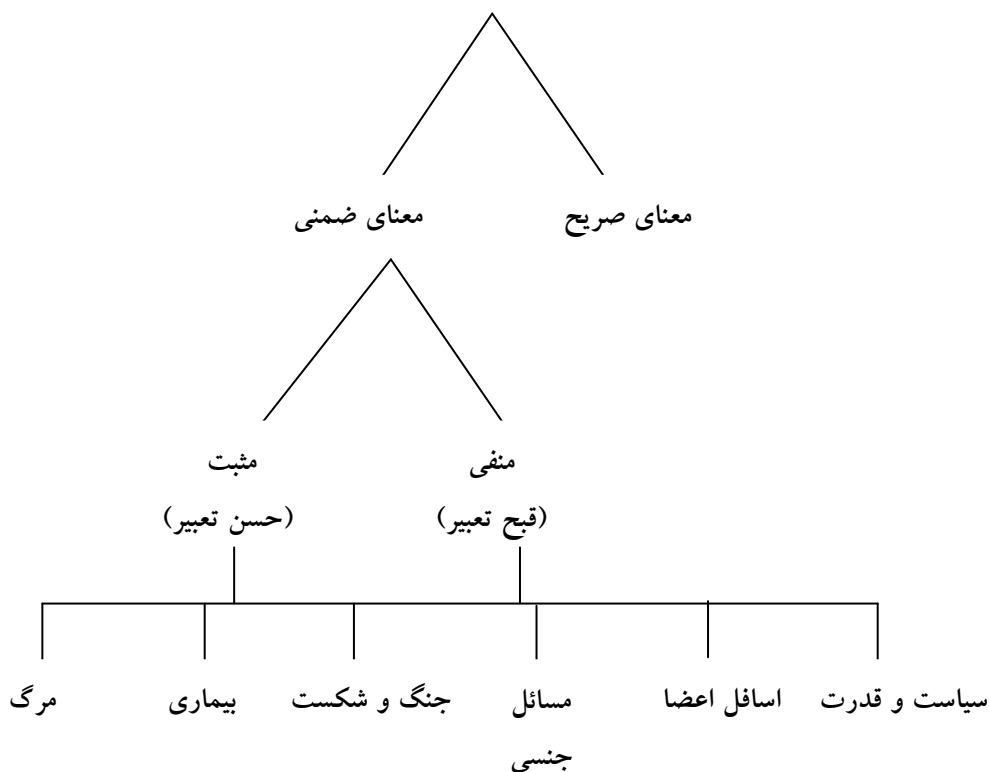 معنای صریح
معنای ضمنی
منفی
(قبح تعبیر)
مثبت
(حسن تعبیر)
سیاست و قدرت
اسافل اعضا
مسائل
جنسی
جنگ و شکست
بیماری
مرگ